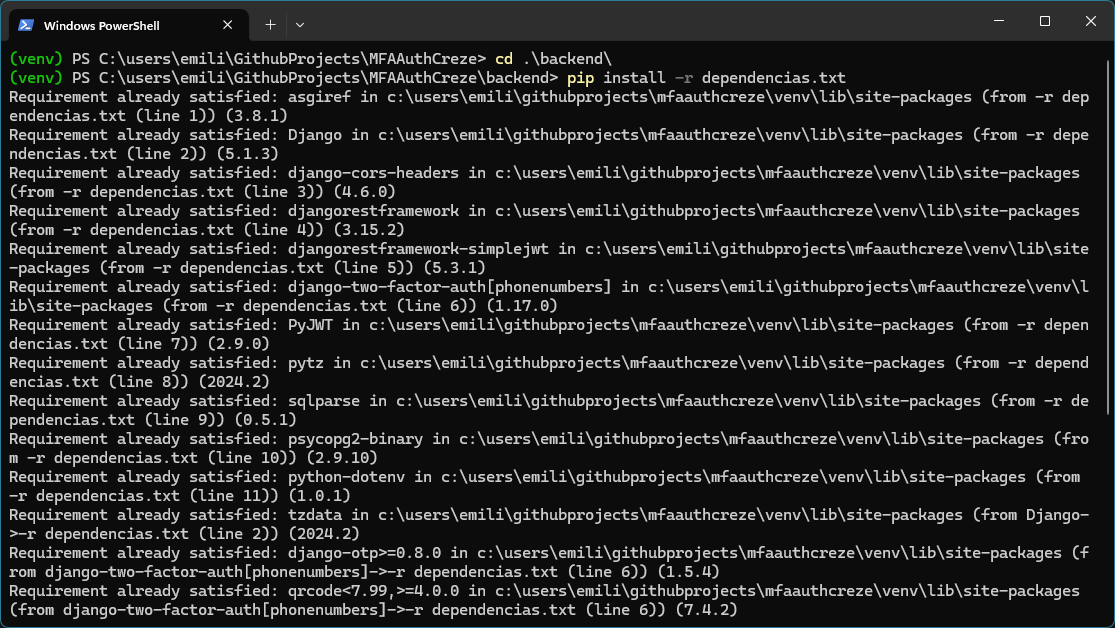 Windows PowerShell
(venv) PS C:\users\emili\GithubProjects\MFAAuthCreze> cd .\backend\
(venv) PS C:\users\emili\GithubProjects\MFAAuthCreze\backend> pip install -r dependencias.txt
Requirement already satisfied: asgiref in c:\users\emili\githubprojects\mfaauthcreze\venv\lib\site-packages (from -r dep
endencias.txt (line 1)) (3.8.1)
Requirement already satisfied: Django in c:\users\emili\githubprojects\mfaauthcreze\venv\lib\site-packages (from -r depe
ndencias.txt (line 2)) (5.1.3)
Requirement already satisfied: django-cors-headers in c:\users\emili\githubprojects\mfaauthcreze\venv\lib\site-packages
(from -r dependencias.txt (line 3)) (4.6.0)
Requirement already satisfied: djangorestframework in c:\users\emili\githubprojects\mfaauthcreze\venv\lib\site-packages
(from -r dependencias.txt (line 4)) (3.15.2)
Requirement already satisfied: djangorestframework-simplejwt in c:\users\emili\githubprojects\mfaauthcreze\venv\lib\site
-packages (from -r dependencias.txt (line 5)) (5.3.1)
Requirement already satisfied: django-two-factor-auth[phonenumbers] in c:\users\emili\githubprojects\mfaauthcreze\venv\l
ib\site-packages (from -r dependencias.txt (line 6)) (1.17.0)
Requirement already satisfied: PyJWT in c:\users\emili\githubprojects\mfaauthcreze\venv\lib\site-packages (from -r depen
dencias.txt (line 7)) (2.9.0)
Requirement already satisfied: pytz in c:\users\emili\githubprojects\mfaauthcreze\venv\lib\site-packages (from -r depend
encias.txt (line 8)) (2024.2)
Requirement already satisfied: sqlparse in c:\users\emili\githubprojects\mfaauthcreze\venv\lib\site-packages (from -r de
pendencias.txt (line 9)) (0.5.1)
Requirement already satisfied: psycopg2-binary in c:\users\emili\githubprojects\mfaauthcreze\venv\lib\site-packages (fro
m -r dependencias.txt (line 10)) (2.9.10)
Requirement already satisfied: python-dotenv in c:\users\emili\githubprojects\mfaauthcreze\venv\lib\site-packages (from
-r dependencias.txt (line 11)) (1.0.1)
Requirement already satisfied: tzdata in c:\users\emili\githubprojects\mfaauthcreze\venv\lib\site-packages (from Django-
>-r dependencias.txt (line 2)) (2024.2)
Requirement already satisfied: django-otp>=0.8.0 in c:\users\emili\githubprojects\mfaauthcreze\venv\lib\site-packages (f
rom django-two-factor-auth[phonenumbers]->-r dependencias.txt (line 6)) (1.5.4)
Requirement already satisfied: qrcode<7.99,>=4.0.0 in c:\users\emili\githubprojects\mfaauthcreze\venv\lib\site-packages
(from django-two-factor-auth[phonenumbers]->-r dependencias.txt (line 6)) (7.4.2)